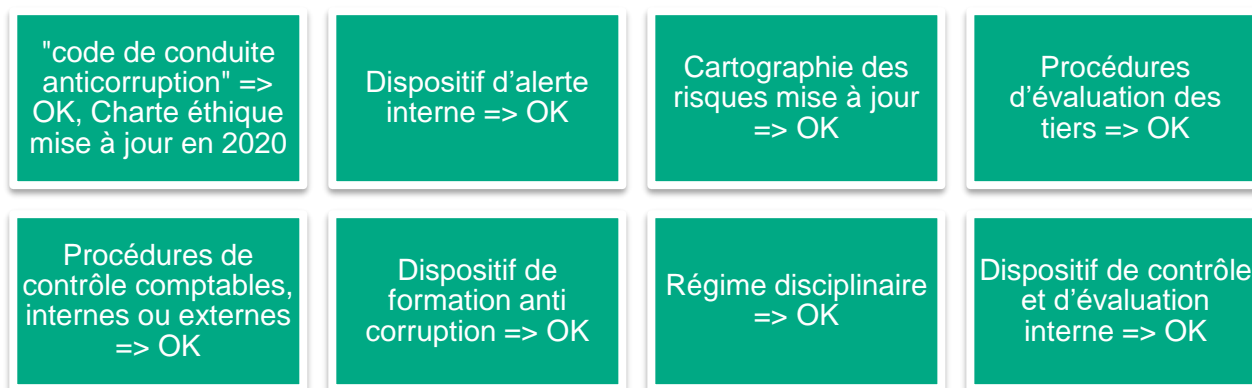 "code de conduite
anticorruption" =>
OK, Charte éthique
mise à jour en 2020
Dispositif d'alerte
interne => OK
Cartographie des
risques mise à jour
=> OK
Procédures
d'évaluation des
tiers => OK
Procédures de
contrôle comptables,
internes ou externes
=> OK
Dispositif de
formation anti
corruption => OK
Régime disciplinaire
=> OK
Dispositif de contrôle
et d'évaluation
interne => OK